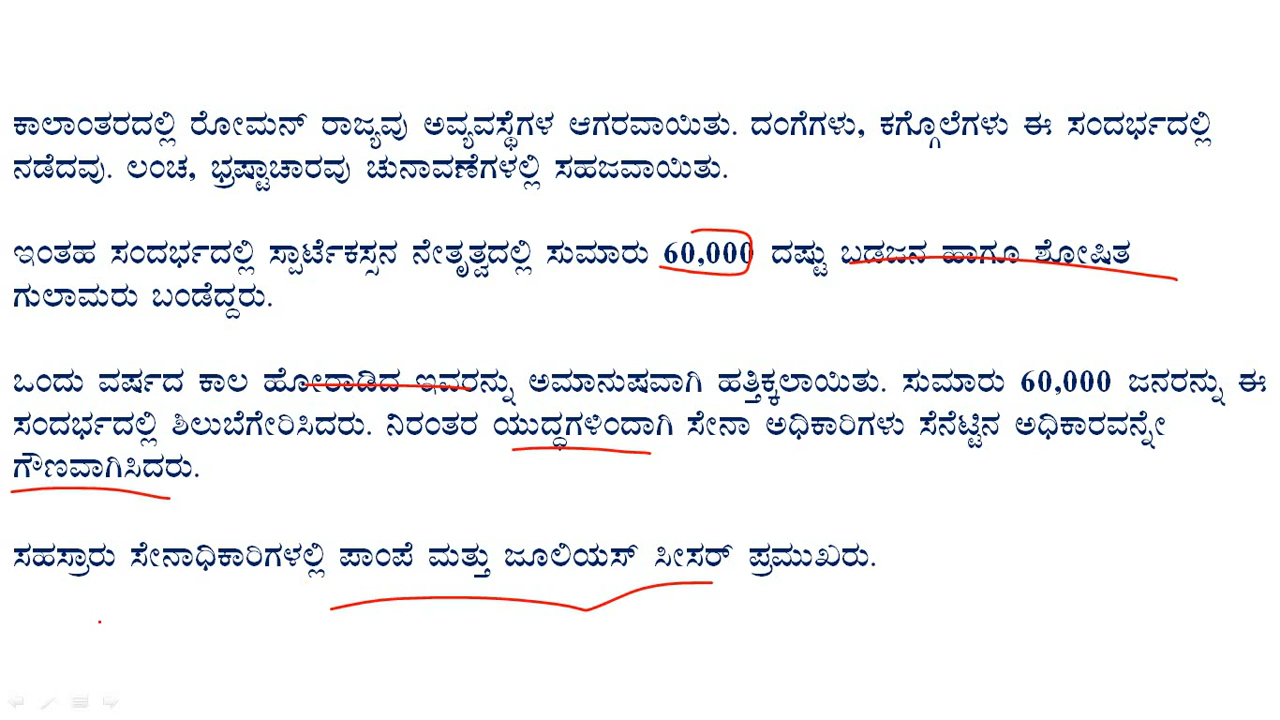 ಕಾಲಾಂತರದಲ್ಲಿ ರೋಮನ್ ರಾಜ್ಯವು ಅವ್ಯವಸ್ಥೆಗಳ ಆಗರವಾಯಿತು. ದಂಗೆಗಳು, ಕಗ್ಗೊಲೆಗಳು ಈ ಸಂದರ್ಭದಲ್ಲಿ
ನಡೆದವು. ಲಂಚ, ಭ್ರಷ್ಟಾಚಾರವು ಚುನಾವಣೆಗಳಲ್ಲಿ ಸಹಜವಾಯಿತು.
ಇಂತಹ ಸಂದರ್ಭದಲ್ಲಿ ಸ್ಪಾರ್ಟೆಕಸ್ಸನ ನೇತೃತ್ವದಲ್ಲಿ ಸುಮಾರು 60,000 ದಷ್ಟು ಬಡಜನ ಹಾಗೂ ಶೋಷಿತ
ಗುಲಾಮರು ಬಂಡೆದ್ದರು.
ಒಂದು ವರ್ಷದ ಕಾಲ ಹೋರಾಡಿದ ಇವರನ್ನು ಅಮಾನುಷವಾಗಿ ಹತ್ತಿಕ್ಕಲಾಯಿತು. ಸುಮಾರು 60,000 ಜನರನ್ನು ಈ
ಸಂದರ್ಭದಲ್ಲಿ ಶಿಲುಬೆಗೇರಿಸಿದರು. ನಿರಂತರ ಯುದ್ಧಗಳಿಂದಾಗಿ ಸೇನಾ ಅಧಿಕಾರಿಗಳು ಸೆನೆಟ್ಟಿನ ಅಧಿಕಾರವನ್ನೇ
ಗೌಣವಾಗಿಸಿದರು.
ಸಹಸ್ರಾರು ಸೇನಾಧಿಕಾರಿಗಳಲ್ಲಿ ಪಾಂಪೆ ಮತ್ತು ಜೂಲಿಯಸ್ ಸೀಸರ್ ಪ್ರಮುಖರು.